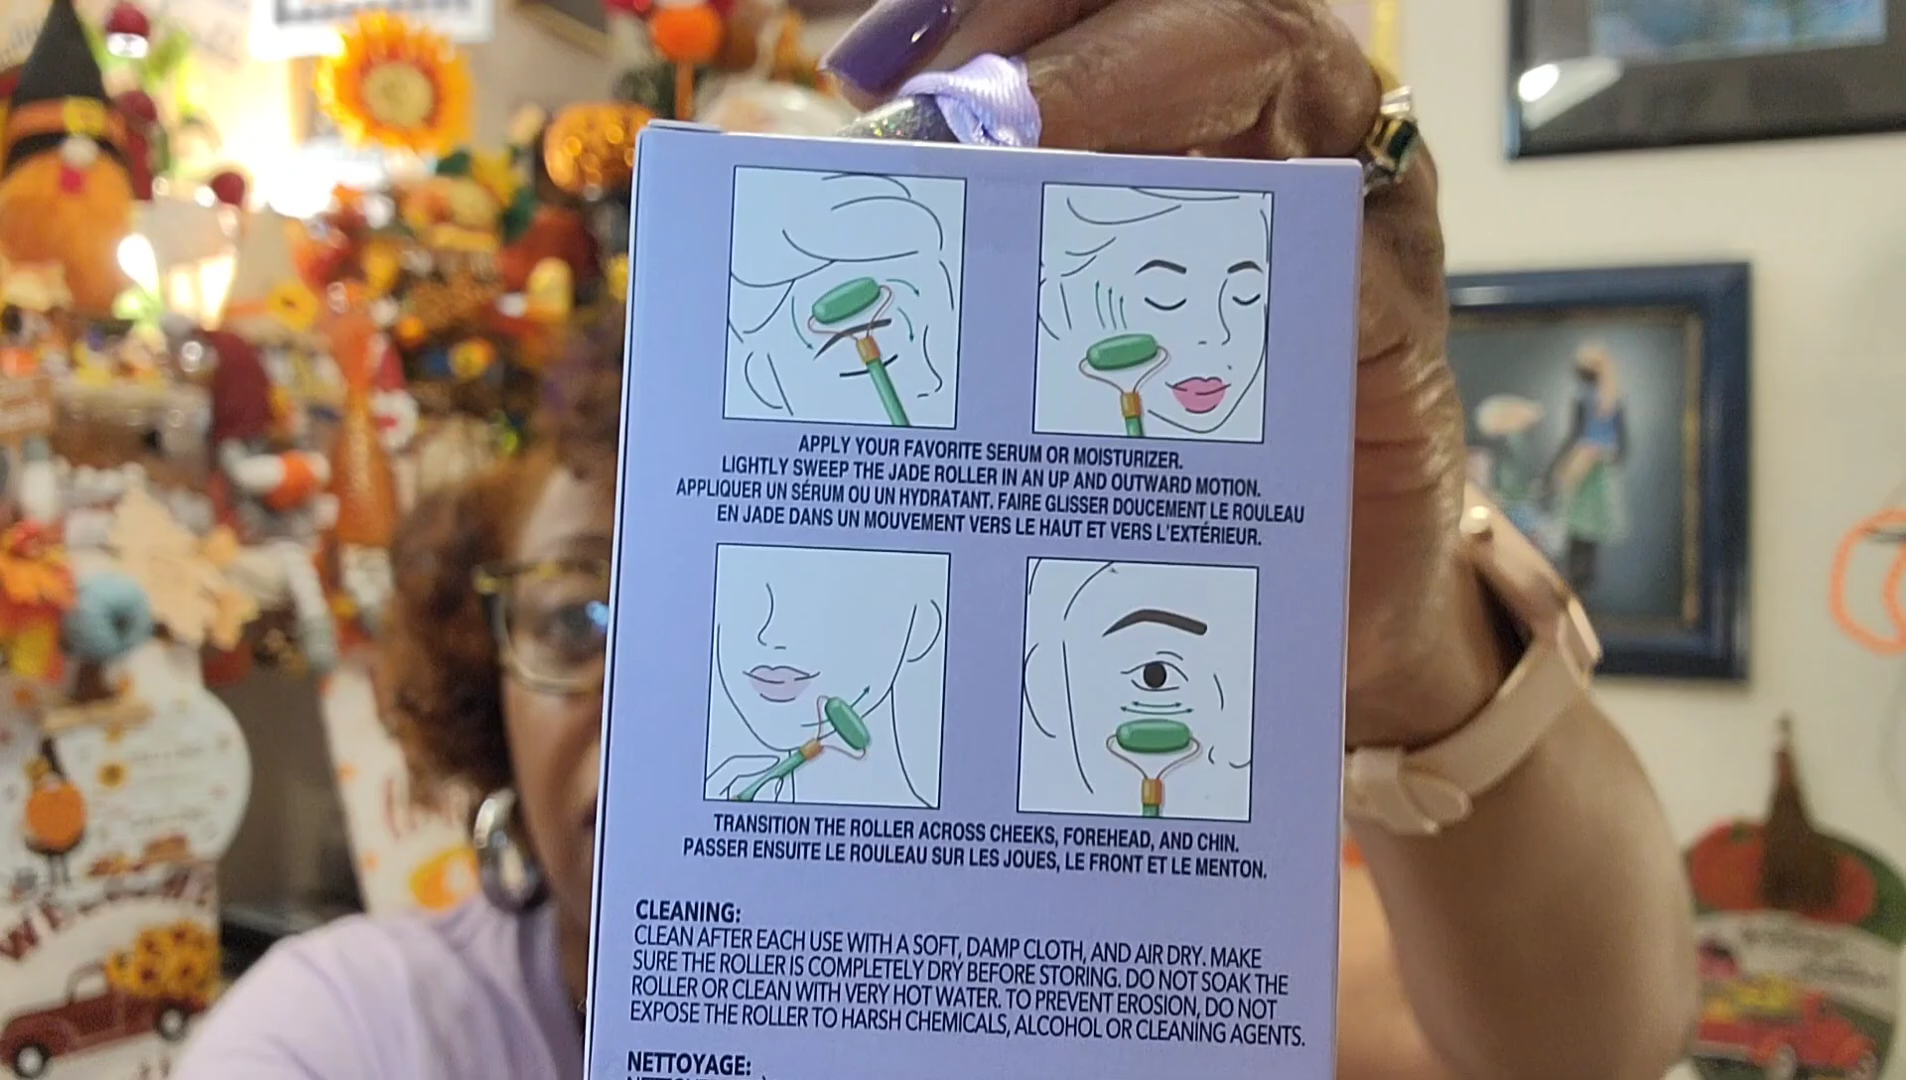 APPLY YOUR FAVORITE SERUM OR MOISTURIZER.
LIGHTLY SWEEP THE JADE ROLLER IN AN UP AND OUTWARD MOTION.
APPLIQUER UN SÉRUM OU UN HYDRATANT. FAIRE GLISSER DOUCEMENT LE ROULEAU
EN JADE DANS UN MOUVEMENT VERS LE HAUT ET VERS L'EXTÉRIEUR.
TRANSITION THE ROLLER ACROSS CHEEKS, FOREHEAD, AND CHIN.
PASSER ENSUITE LE ROULEAU SUR LES JOUES, LE FRONT ET LE MENTON.
CLEANING:
CLEAN AFTER EACH USE WITH A SOFT, DAMP CLOTH, AND AIR DRY. MAKE
SURE THE ROLLER IS COMPLETELY DRY BEFORE STORING. DO NOT SOAK THE
ROLLER OR CLEAN WITH VERY HOT WATER. TO PREVENT EROSION, DO NOT
EXPOSE THE ROLLER TO HARSH CHEMICALS, ALCOHOL OR CLEANING AGENTS.
NETTOYAGE: